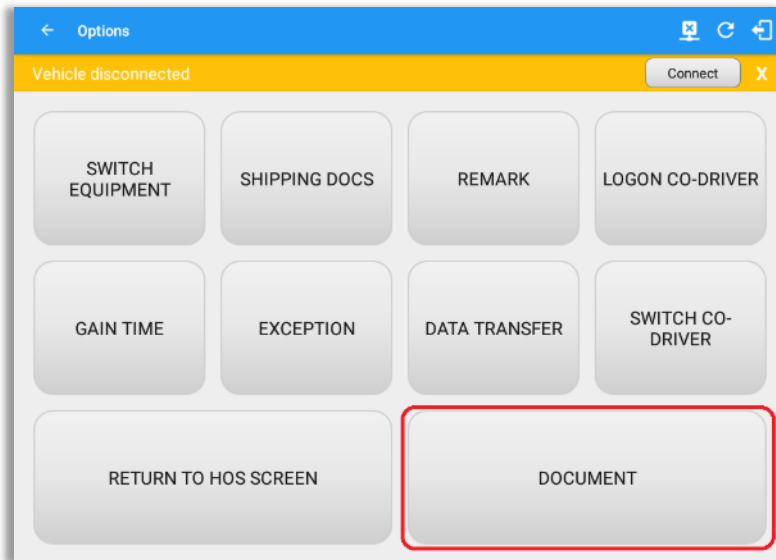 Options
Vehicle disconnected
Connect
X
SWITCH
EQUIPMENT
SHIPPING DOCS
REMARK
LOGON CO-DRIVER
GAIN TIME
EXCEPTION
DATA TRANSFER
SWITCH CO-
DRIVER
RETURN TO HOS SCREEN
DOCUMENT